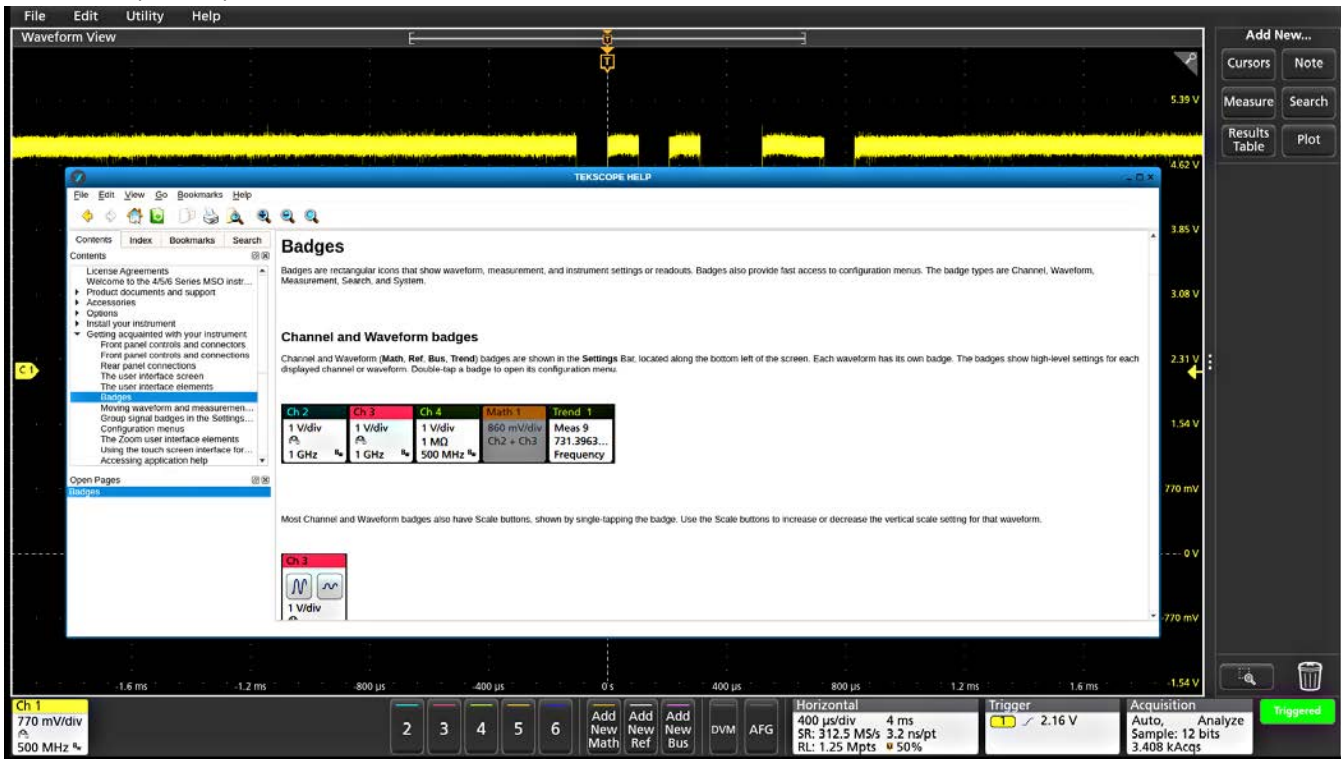 File Edit Utility Help
Waveform View
Add New...
Cursors Note
Measure Search
Results Table Plot
T
T
5.39 V
4.62 V
3.85 V
3.08 V
2.31 V
1.54 V
770 mV
0 V
-770 mV
-1.54 V
C1
TEKSCOPE HELP
File Edit View Go Bookmarks Help
Contents Index Bookmarks Search
Contents
License Agreements
Welcome to the 4/5/6 Series MSO instr...
Product documents and support
Accessories
Options
Install your instrument
Getting acquainted with your instrument
Front panel controls and connectors
Front panel controls and connections
Rear panel connections
The user interface screen
The user interface elements
Badges
Moving waveform and measuremen...
Group signal badges in the Settings...
Configuration menus
The Zoom user interface elements
Using the touch screen interface for...
Accessing application help
Open Pages
Badges
Badges
Badges are rectangular icons that show waveform, measurement, and instrument settings or readouts. Badges also provide fast access to configuration menus. The badge types are Channel, Waveform,
Measurement, Search, and System.
Channel and Waveform badges
Channel and Waveform (Math, Ref, Bus, Trend) badges are shown in the Settings Bar, located along the bottom left of the screen. Each waveform has its own badge. The badges show high-level settings for each
displayed channel or waveform. Double-tap a badge to open its configuration menu.
Ch 2 Ch 3 Ch 4 Math 1 Trend 1
1 V/div 1 V/div 1 V/div 860 mV/div Meas 9
1 MΩ Ch2 + Ch3 731.3963...
1 GHz 1 GHz 500 MHz Frequency
Most Channel and Waveform badges also have Scale buttons, shown by single-tapping the badge. Use the Scale buttons to increase or decrease the vertical scale setting for that waveform.
Ch 3
1 V/div
-1.6 ms -1.2 ms -800 µs -400 µs 0 s 400 µs 800 µs 1.2 ms 1.6 ms
Ch 1
770 mV/div
500 MHz
2 3 4 5 6
Add New Math
Add New Ref
Add New Bus
DVM AFG
Horizontal
400 µs/div 4 ms
SR: 312.5 MS/s 3.2 ns/pt
RL: 1.25 Mpts 50%
Trigger
1 2.16 V
Acquisition
Auto, Analyze
Sample: 12 bits
3.408 kAcqs
Triggered